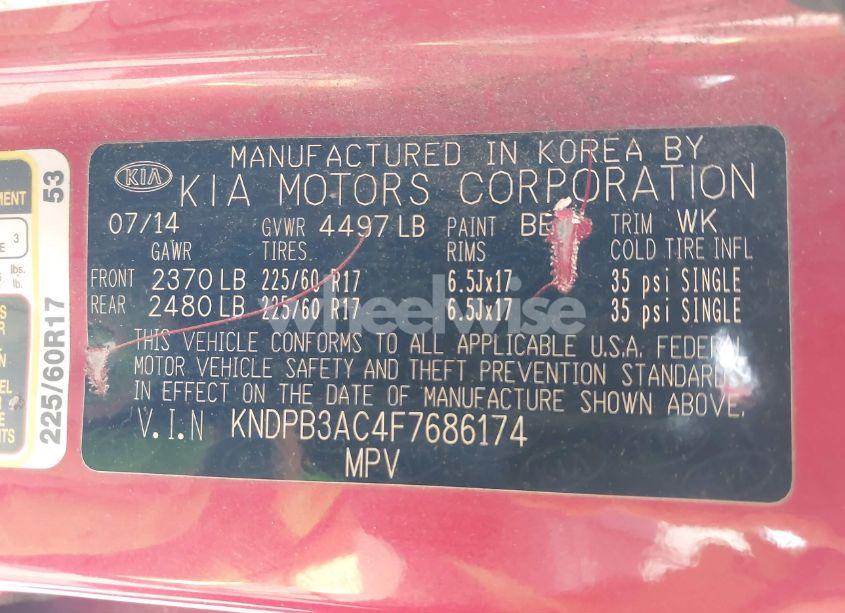 MANUFACTURED IN KOREA BY
KIA KIA MOTORS CORPORATION
07/14 GVWR 4497 LB PAINT TRIM WK
GAWR TIRES RIMS COLD TIRE INFL
FRONT 2370 LB 225/60 R17 6.5Jx17 35 psi SINGLE
REAR 2480 LB 225/60 R17 6.5Jx17 35 psi SINGLE
wheelwise
THIS VEHICLE CONFORMS TO ALL APPLICABLE U.S.A. FEDERAL
MOTOR VEHICLE SAFETY AND THEFT PREVENTION STANDARDS
IN EFFECT ON THE DATE OF MANUFACTURE SHOWN ABOVE.
V.I.N KNDPB3AC4F7686174
MPV
225/60R17 53
3
lbs.
lb.